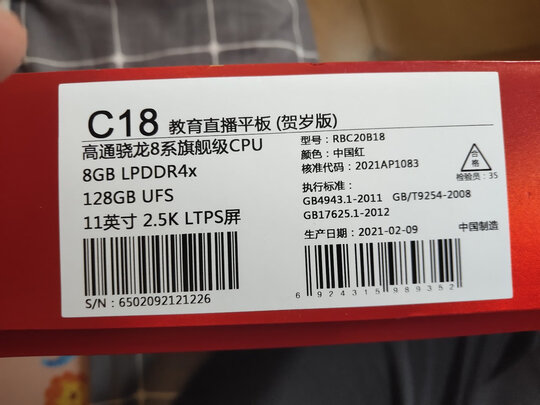 C18 教育直播平板 (贺岁版)
高通骁龙8系旗舰级CPU
8GB LPDDR4x
128GB UFS
11英寸 2.5K LTPS屏
S/N: 6502092121226
型号: RBC20B18
颜色: 中国红
核准代码: 2021AP1083
合格
检验员: 35
执行标准:
GB4943.1-2011 GB/T9254-2008
GB17625.1-2012
生产日期: 2021-02-09 中国制造
6 924315 989352